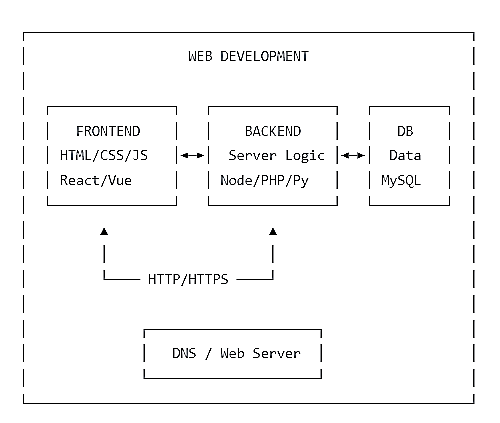 WEB DEVELOPMENT
FRONTEND BACKEND DB
HTML/CSS/JS Server Logic Data
React/Vue Node/PHP/Py MySQL
HTTP/HTTPS
DNS / Web Server